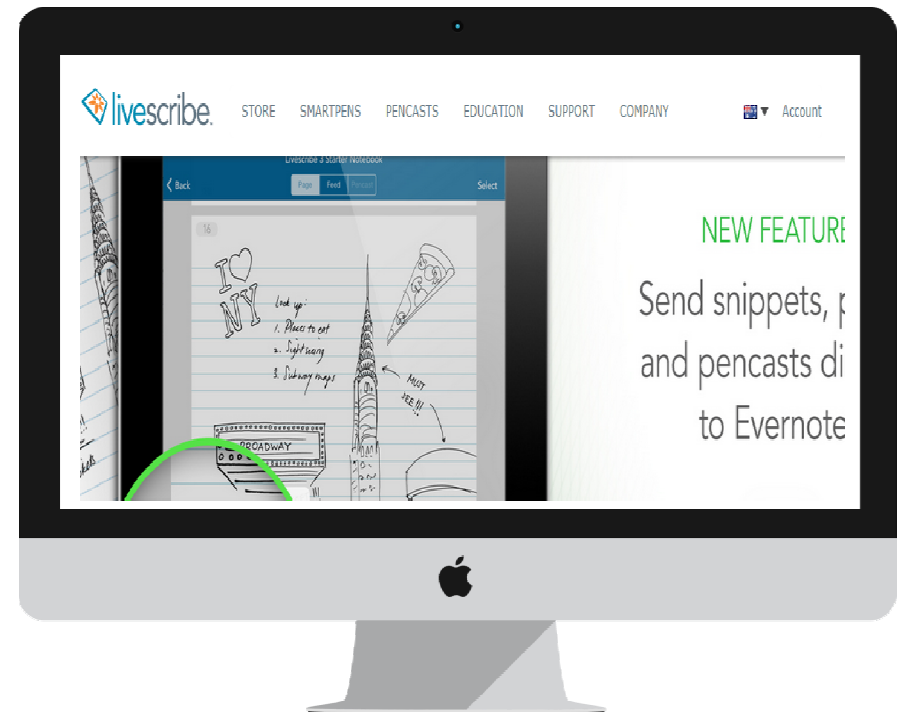 livescribe.
STORE SMARTPENS PENCASTS EDUCATION SUPPORT COMPANY Account
Livescribe 3 Starter Notebook
Back Page Feed Pencast Select
16
I
NY
Look up:
1. Places to eat
2. Sightseeing
3. Subway maps
MUST
SEE!!!
BROADWAY
NEW FEATURE
Send snippets, p
and pencasts di
to Evernote